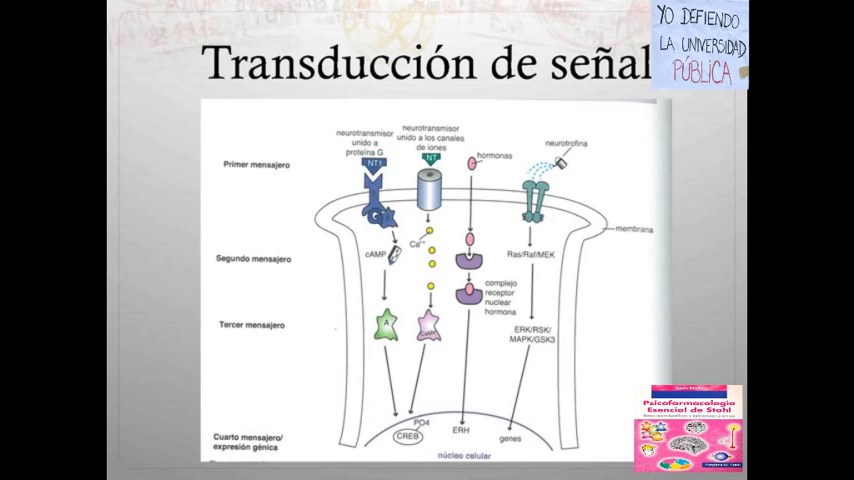 Transducción de señal
YO DEFIENDO
LA UNIVERSIDAD
PÚBLICA
neurotransmisor
unido a
proteína G
neurotransmisor
unido a los canales
de iones
hormonas
neurotrofina
Primer mensajero
NT1
NT
membrana
Segundo mensajero
cAMP
Ca++
Ras/Raf/MEK
complejo
receptor
nuclear
hormona
Tercer mensajero
A
CaMK
ERK/RSK/
MAPK/GSK3
Cuarto mensajero/
expresión génica
PO4
CREB
ERH
genes
núcleo celular
Psicofarmacología
Esencial de Stahl